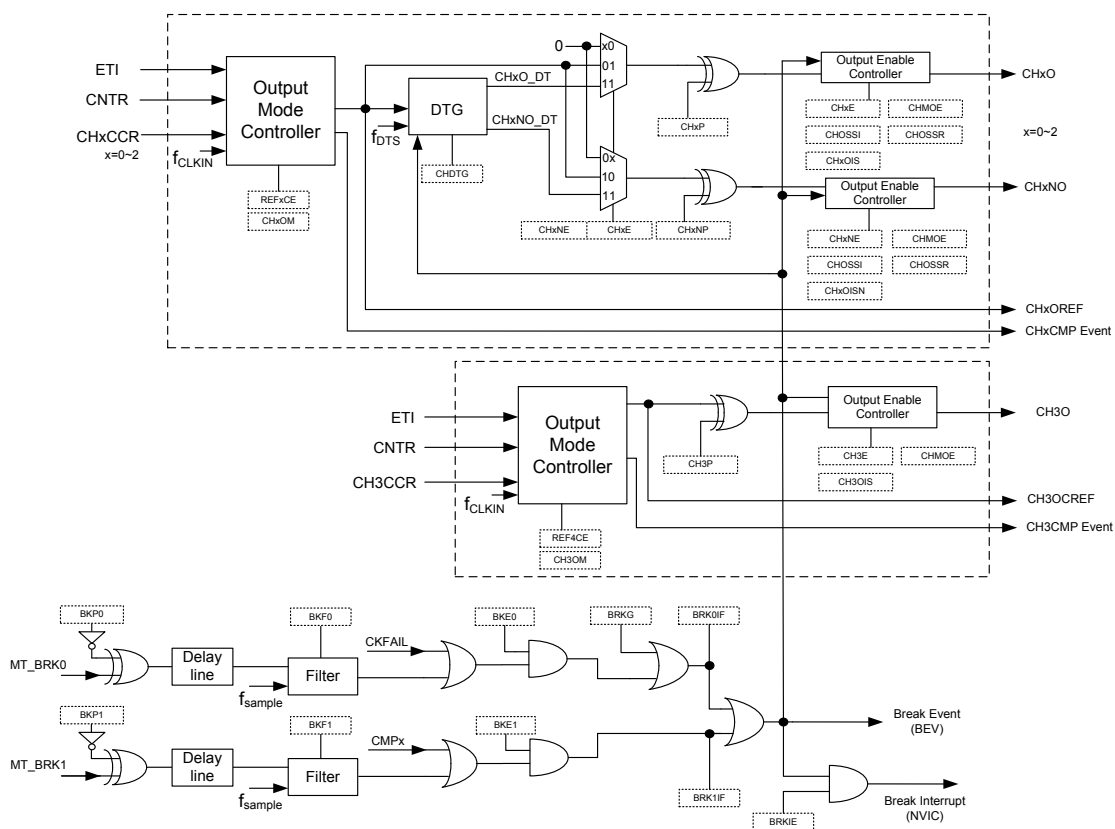 ETI
CNTR
CHxCCR
x=0~2
fCLKIN
Output
Mode
Controller
REFxCE
CHxOM
fDTS
DTG
CHDTG
CHxO_DT
CHxNO_DT
0
x0
01
11
0x
10
11
CHxNE
CHxE
CHxP
CHxNP
Output Enable
Controller
CHxE
CHMOE
CHOSSI
CHOSSR
CHxOIS
CHxO
x=0~2
Output Enable
Controller
CHxNE
CHMOE
CHOSSI
CHOSSR
CHxOISN
CHxNO
CHxOREF
CHxCMP Event
ETI
CNTR
CH3CCR
fCLKIN
Output
Mode
Controller
REF4CE
CH3OM
CH3P
Output Enable
Controller
CH3E
CHMOE
CH3OIS
CH3O
CH3OCREF
CH3CMP Event
BKP0
MT_BRK0
Delay
line
BKF0
Filter
fsample
CKFAIL
BKE0
BRKG
BRK0IF
BKP1
MT_BRK1
Delay
line
BKF1
Filter
fsample
CMPx
BKE1
BRK1IF
Break Event
(BEV)
BRKIE
Break Interrupt
(NVIC)